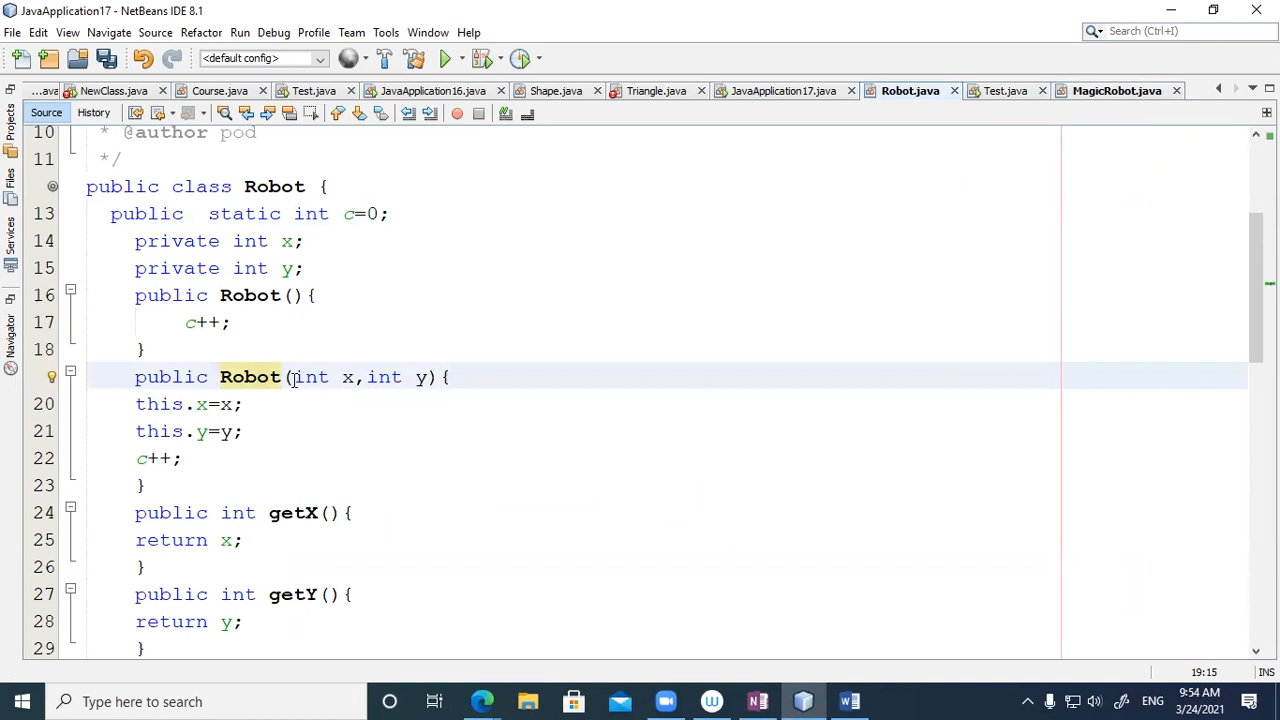 JavaApplication17 - NetBeans IDE 8.1
File Edit View Navigate Source Refactor Run Debug Profile Team Tools Window Help
Search (Ctrl+I)
<default config>
...ava NewClass.java Course.java Test.java JavaApplication16.java Shape.java Triangle.java JavaApplication17.java Robot.java Test.java MagicRobot.java
Source History
Projects
Files
Services
Navigator
10 * @author pod
11 */
public class Robot {
13 public  static int c=0;
14 private int x;
15 private int y;
16 public Robot(){
17 c++;
18 }
public Robot(int x,int y){
20 this.x=x;
21 this.y=y;
22 c++;
23 }
24 public int getX(){
25 return x;
26 }
27 public int getY(){
28 return y;
29 }
19:15 INS
Type here to search
ENG
9:54 AM
3/24/2021